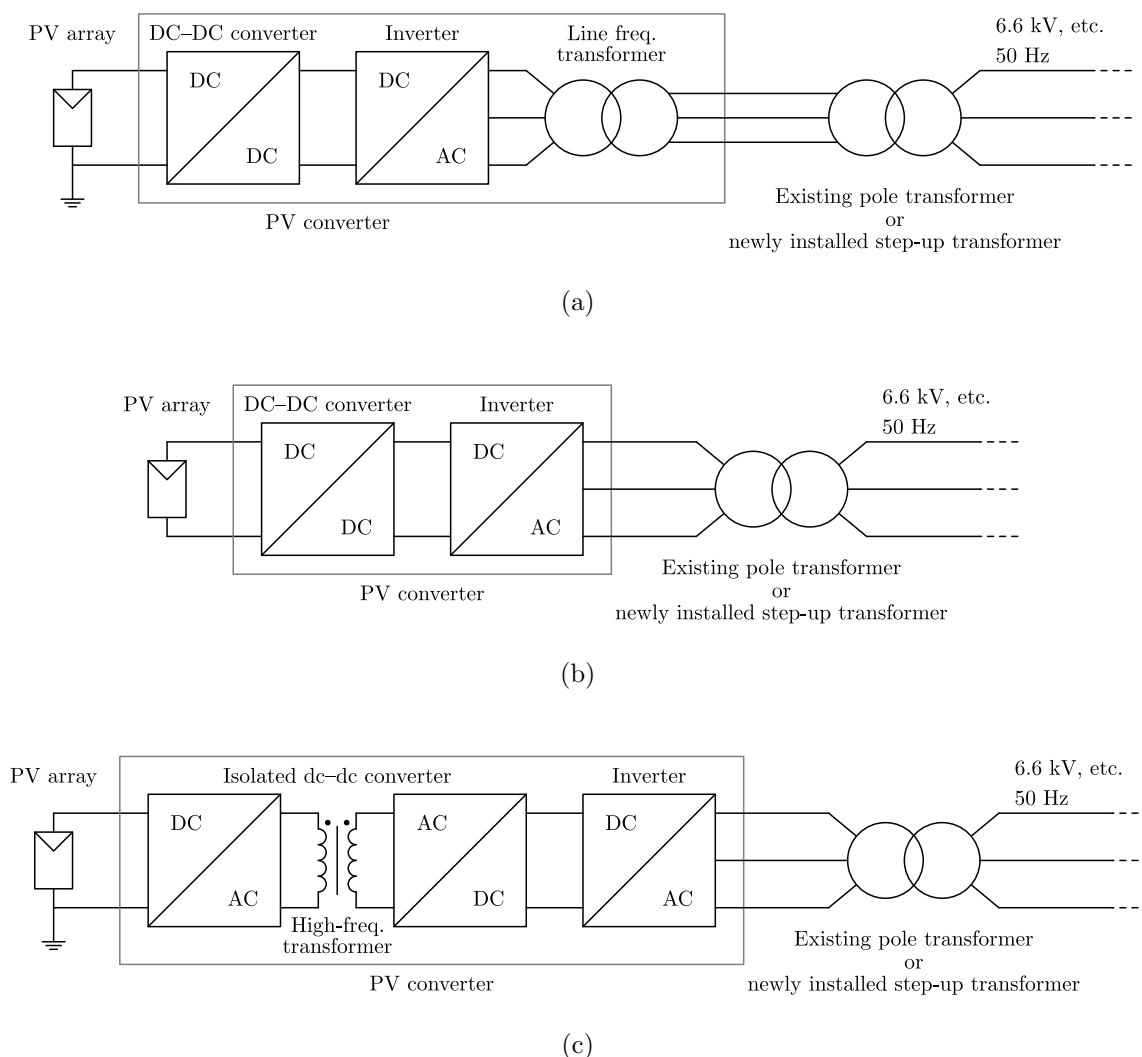 PV array
DC–DC converter
Inverter
Line freq.
transformer
6.6 kV, etc.
50 Hz
DC
DC
DC
AC
PV converter
Existing pole transformer
or
newly installed step-up transformer
(a)
PV array
DC–DC converter
Inverter
6.6 kV, etc.
50 Hz
DC
DC
DC
AC
PV converter
Existing pole transformer
or
newly installed step-up transformer
(b)
PV array
Isolated dc–dc converter
Inverter
6.6 kV, etc.
50 Hz
DC
AC
AC
DC
DC
AC
High-freq.
transformer
PV converter
Existing pole transformer
or
newly installed step-up transformer
(c)